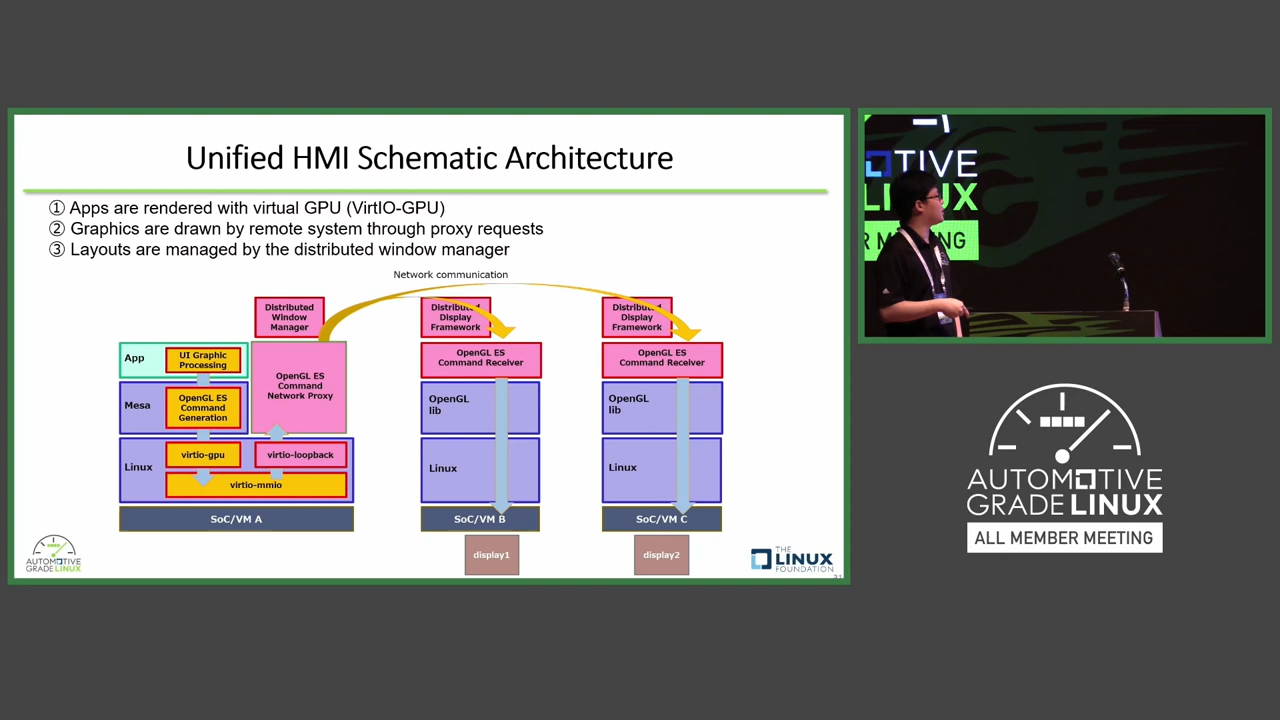 Unified HMI Schematic Architecture
① Apps are rendered with virtual GPU (VirtIO-GPU)
② Graphics are drawn by remote system through proxy requests
③ Layouts are managed by the distributed window manager
Network communication
Distributed
Window
Manager
Distributed
Display
Framework
Distributed
Display
Framework
App
UI Graphic
Processing
OpenGL ES
Command
Network Proxy
OpenGL ES
Command Receiver
OpenGL ES
Command Receiver
Mesa
OpenGL ES
Command
Generation
OpenGL
lib
OpenGL
lib
Linux
virtio-gpu
virtio-loopback
virtio-mmio
Linux
Linux
SoC/VM A
SoC/VM B
SoC/VM C
display1
display2
AUTOMOTIVE
GRADE LINUX
THE
LINUX
FOUNDATION
31
OTIVE
LINUX
R M
NG
AUTOMOTIVE
GRADE LINUX
ALL MEMBER MEETING